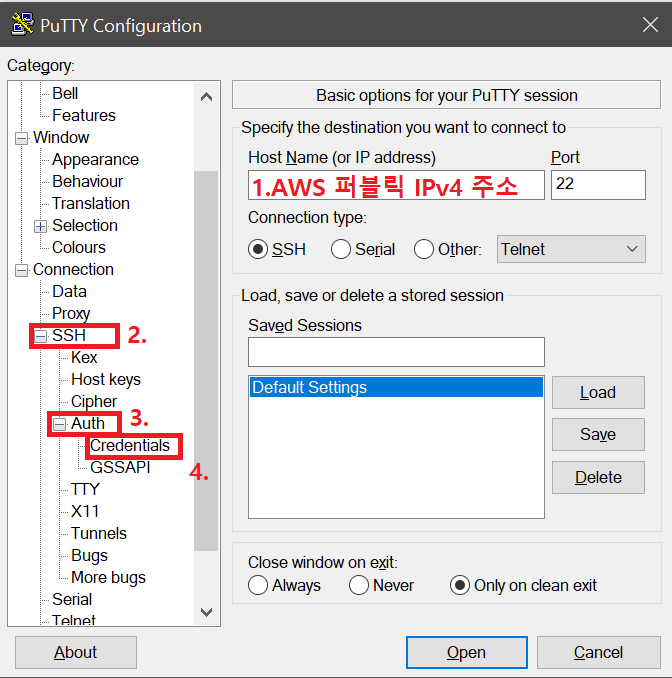 PuTTY Configuration
Category:
Bell
Features
Window
Appearance
Behaviour
Translation
Selection
Colours
Connection
Data
Proxy
SSH 2.
Kex
Host keys
Cipher
Auth 3.
Credentials
GSSAPI 4.
TTY
X11
Tunnels
Bugs
More bugs
Serial
Telnet
Basic options for your PuTTY session
Specify the destination you want to connect to
Host Name (or IP address) Port
1.AWS 퍼블릭 IPv4 주소 22
Connection type:
SSH Serial Other: Telnet
Load, save or delete a stored session
Saved Sessions
Default Settings
Load
Save
Delete
Close window on exit:
Always Never Only on clean exit
About Open Cancel